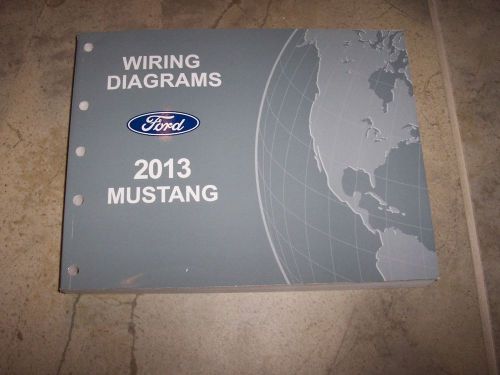 WIRING
DIAGRAMS
Ford
2013
MUSTANG